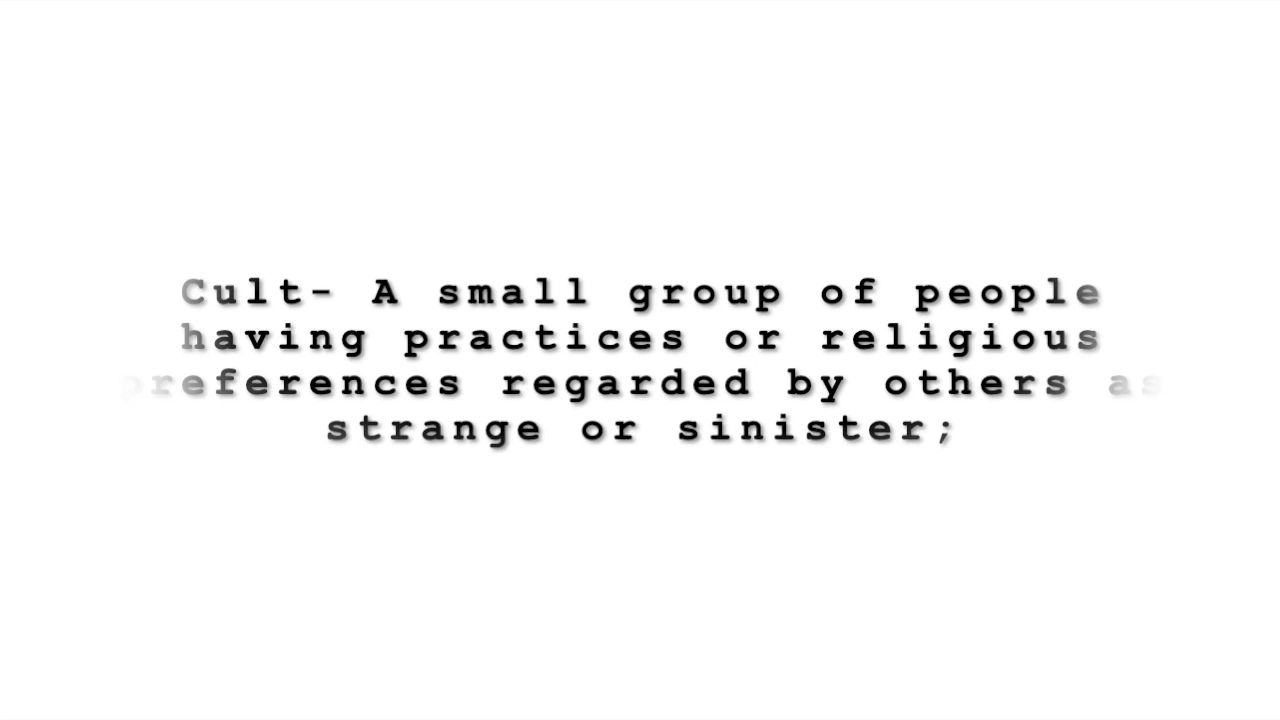 Cult- A small group of people
having practices or religious
preferences regarded by others as
strange or sinister;